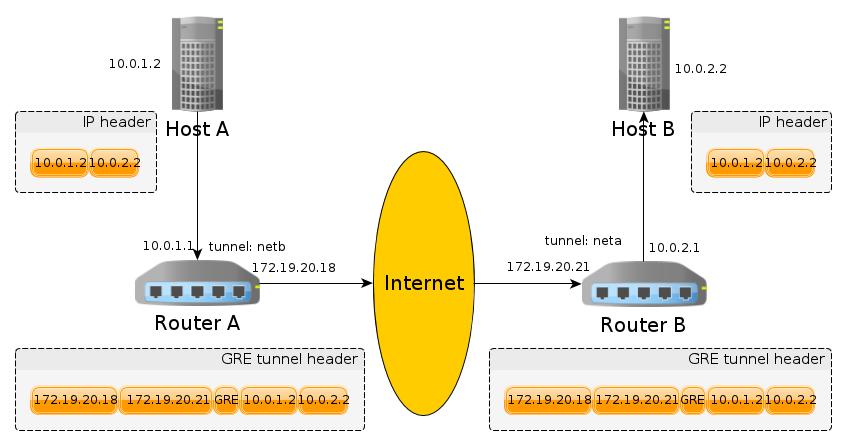 10.0.1.2
Host A
IP header
10.0.1.2 10.0.2.2
10.0.2.2
Host B
IP header
10.0.1.2 10.0.2.2
10.0.1.1
tunnel: netb
172.19.20.18
Router A
Internet
tunnel: neta
10.0.2.1
172.19.20.21
Router B
GRE tunnel header
172.19.20.18 172.19.20.21 GRE 10.0.1.2 10.0.2.2
GRE tunnel header
172.19.20.18 172.19.20.21 GRE 10.0.1.2 10.0.2.2